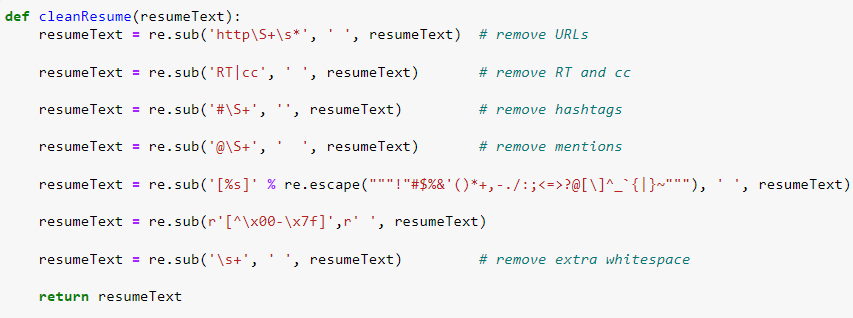 def cleanResume(resumeText):
    resumeText = re.sub('http\S+\s*', ' ', resumeText)  # remove URLs
    resumeText = re.sub('RT|cc', ' ', resumeText)       # remove RT and cc
    resumeText = re.sub('#\S+', '', resumeText)         # remove hashtags
    resumeText = re.sub('@\S+', '  ', resumeText)       # remove mentions
    resumeText = re.sub('[%s]' % re.escape("""!"#$%&'()*+,-./:;<=>?@[\]^_`{|}~"""), ' ', resumeText)
    resumeText = re.sub(r'[^\x00-\x7f]',r' ', resumeText)
    resumeText = re.sub('\s+', ' ', resumeText)         # remove extra whitespace
    return resumeText